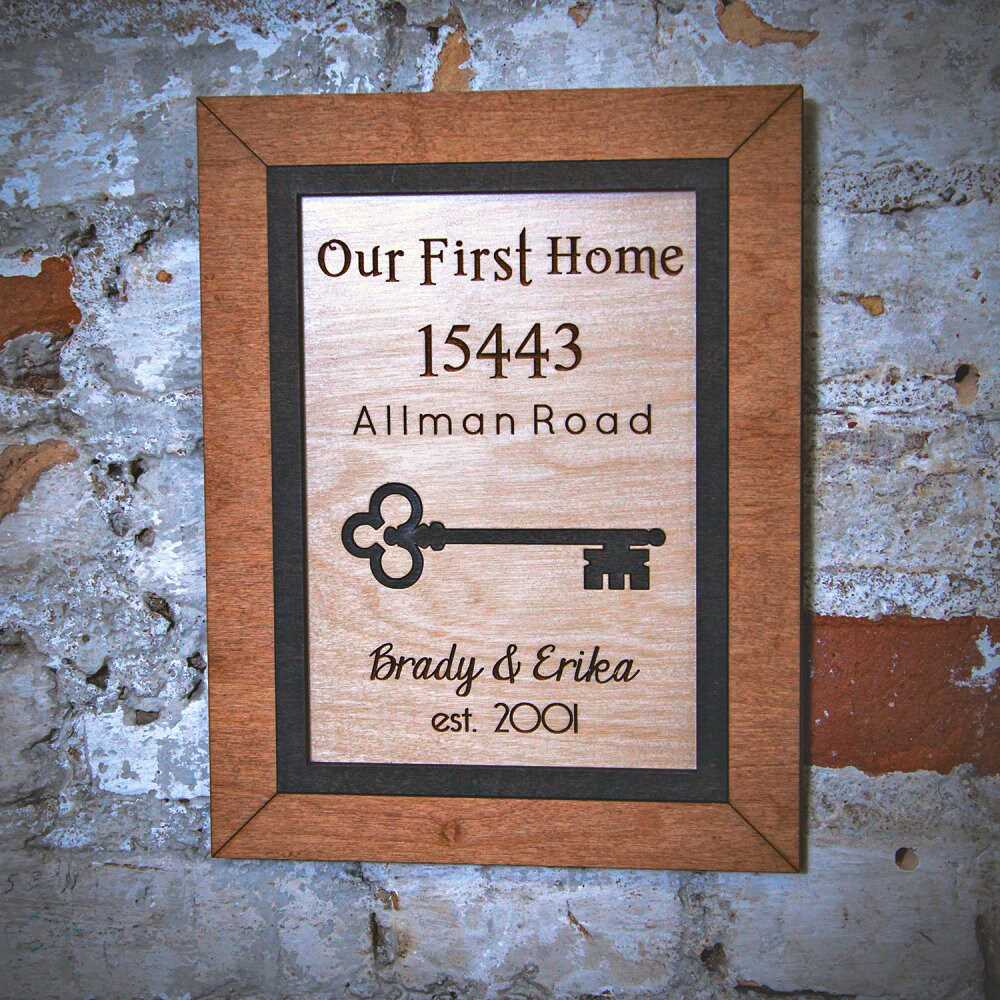 Our First Home
15443
Allman Road
Brady & Erika
est. 2001